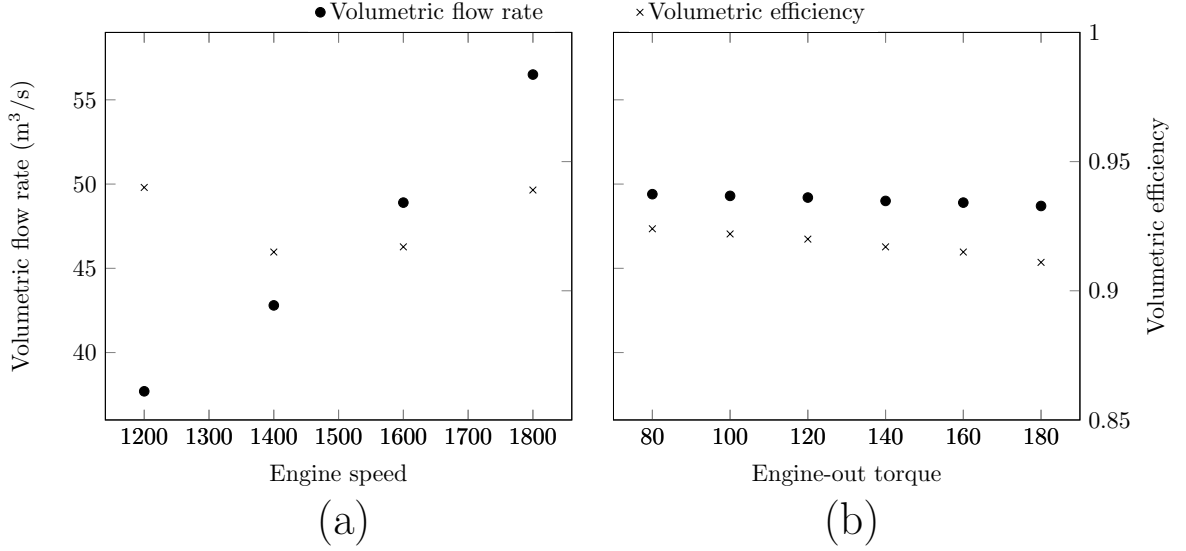 ● Volumetric flow rate × Volumetric efficiency
Volumetric flow rate (m³/s)
55
50
45
40
1200 1300 1400 1500 1600 1700 1800
Engine speed
(a)
80 100 120 140 160 180
Engine-out torque
(b)
1
0.95
0.9
0.85
Volumetric efficiency